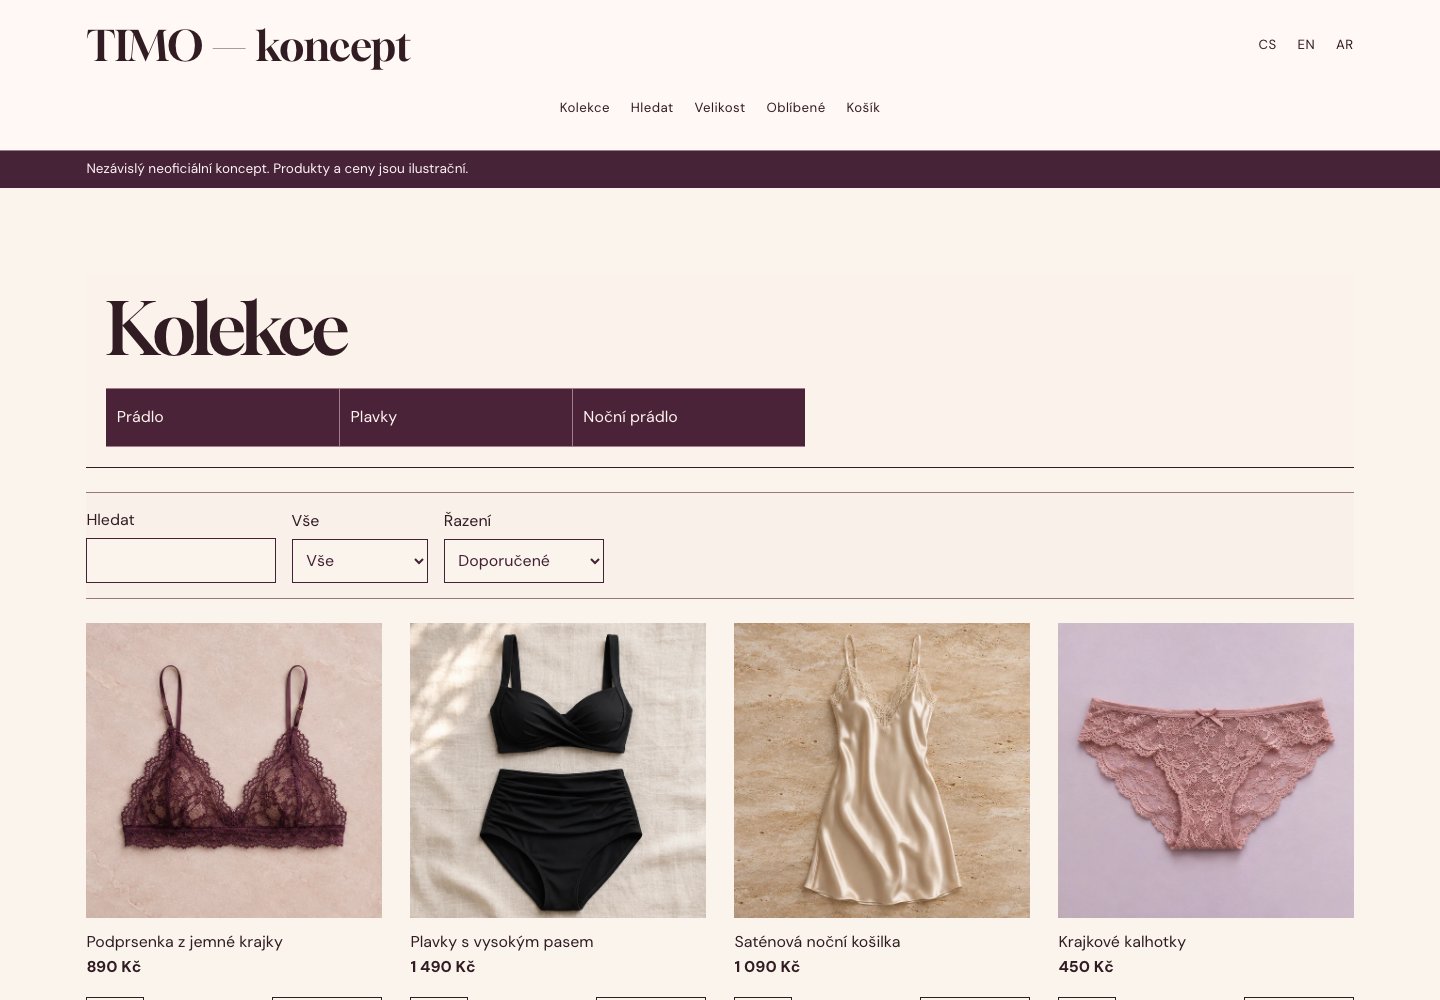 TIMO — koncept
CS EN AR
Kolekce Hledat Velikost Oblíbené Košík
Nezávislý neoficiální koncept. Produkty a ceny jsou ilustrační.
Kolekce
Prádlo Plavky Noční prádlo
Hledat Vše Řazení
Vše Doporučené
Podprsenka z jemné krajky Plavky s vysokým pasem Saténová noční košilka Krajkové kalhotky
890 Kč 1 490 Kč 1 090 Kč 450 Kč